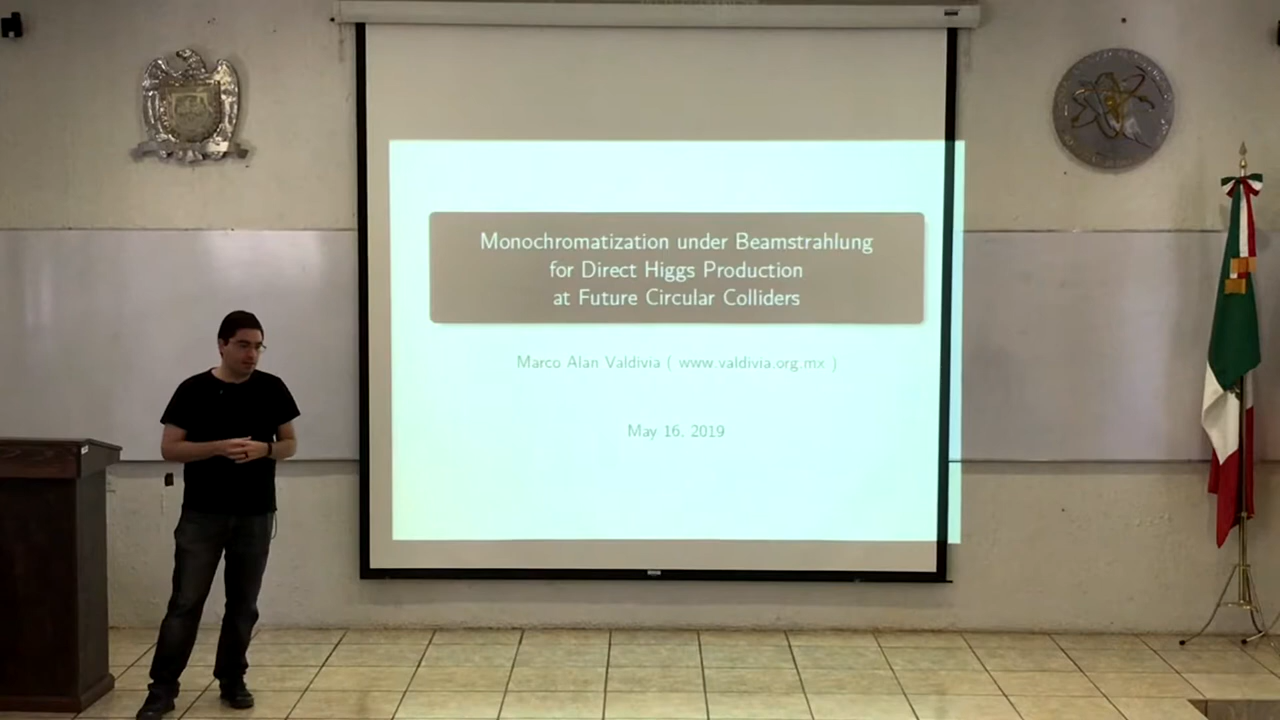 Monochromatization under Beamstrahlung
for Direct Higgs Production
at Future Circular Colliders
Marco Alan Valdivia ( www.valdivia.org.mx )
May 16, 2019